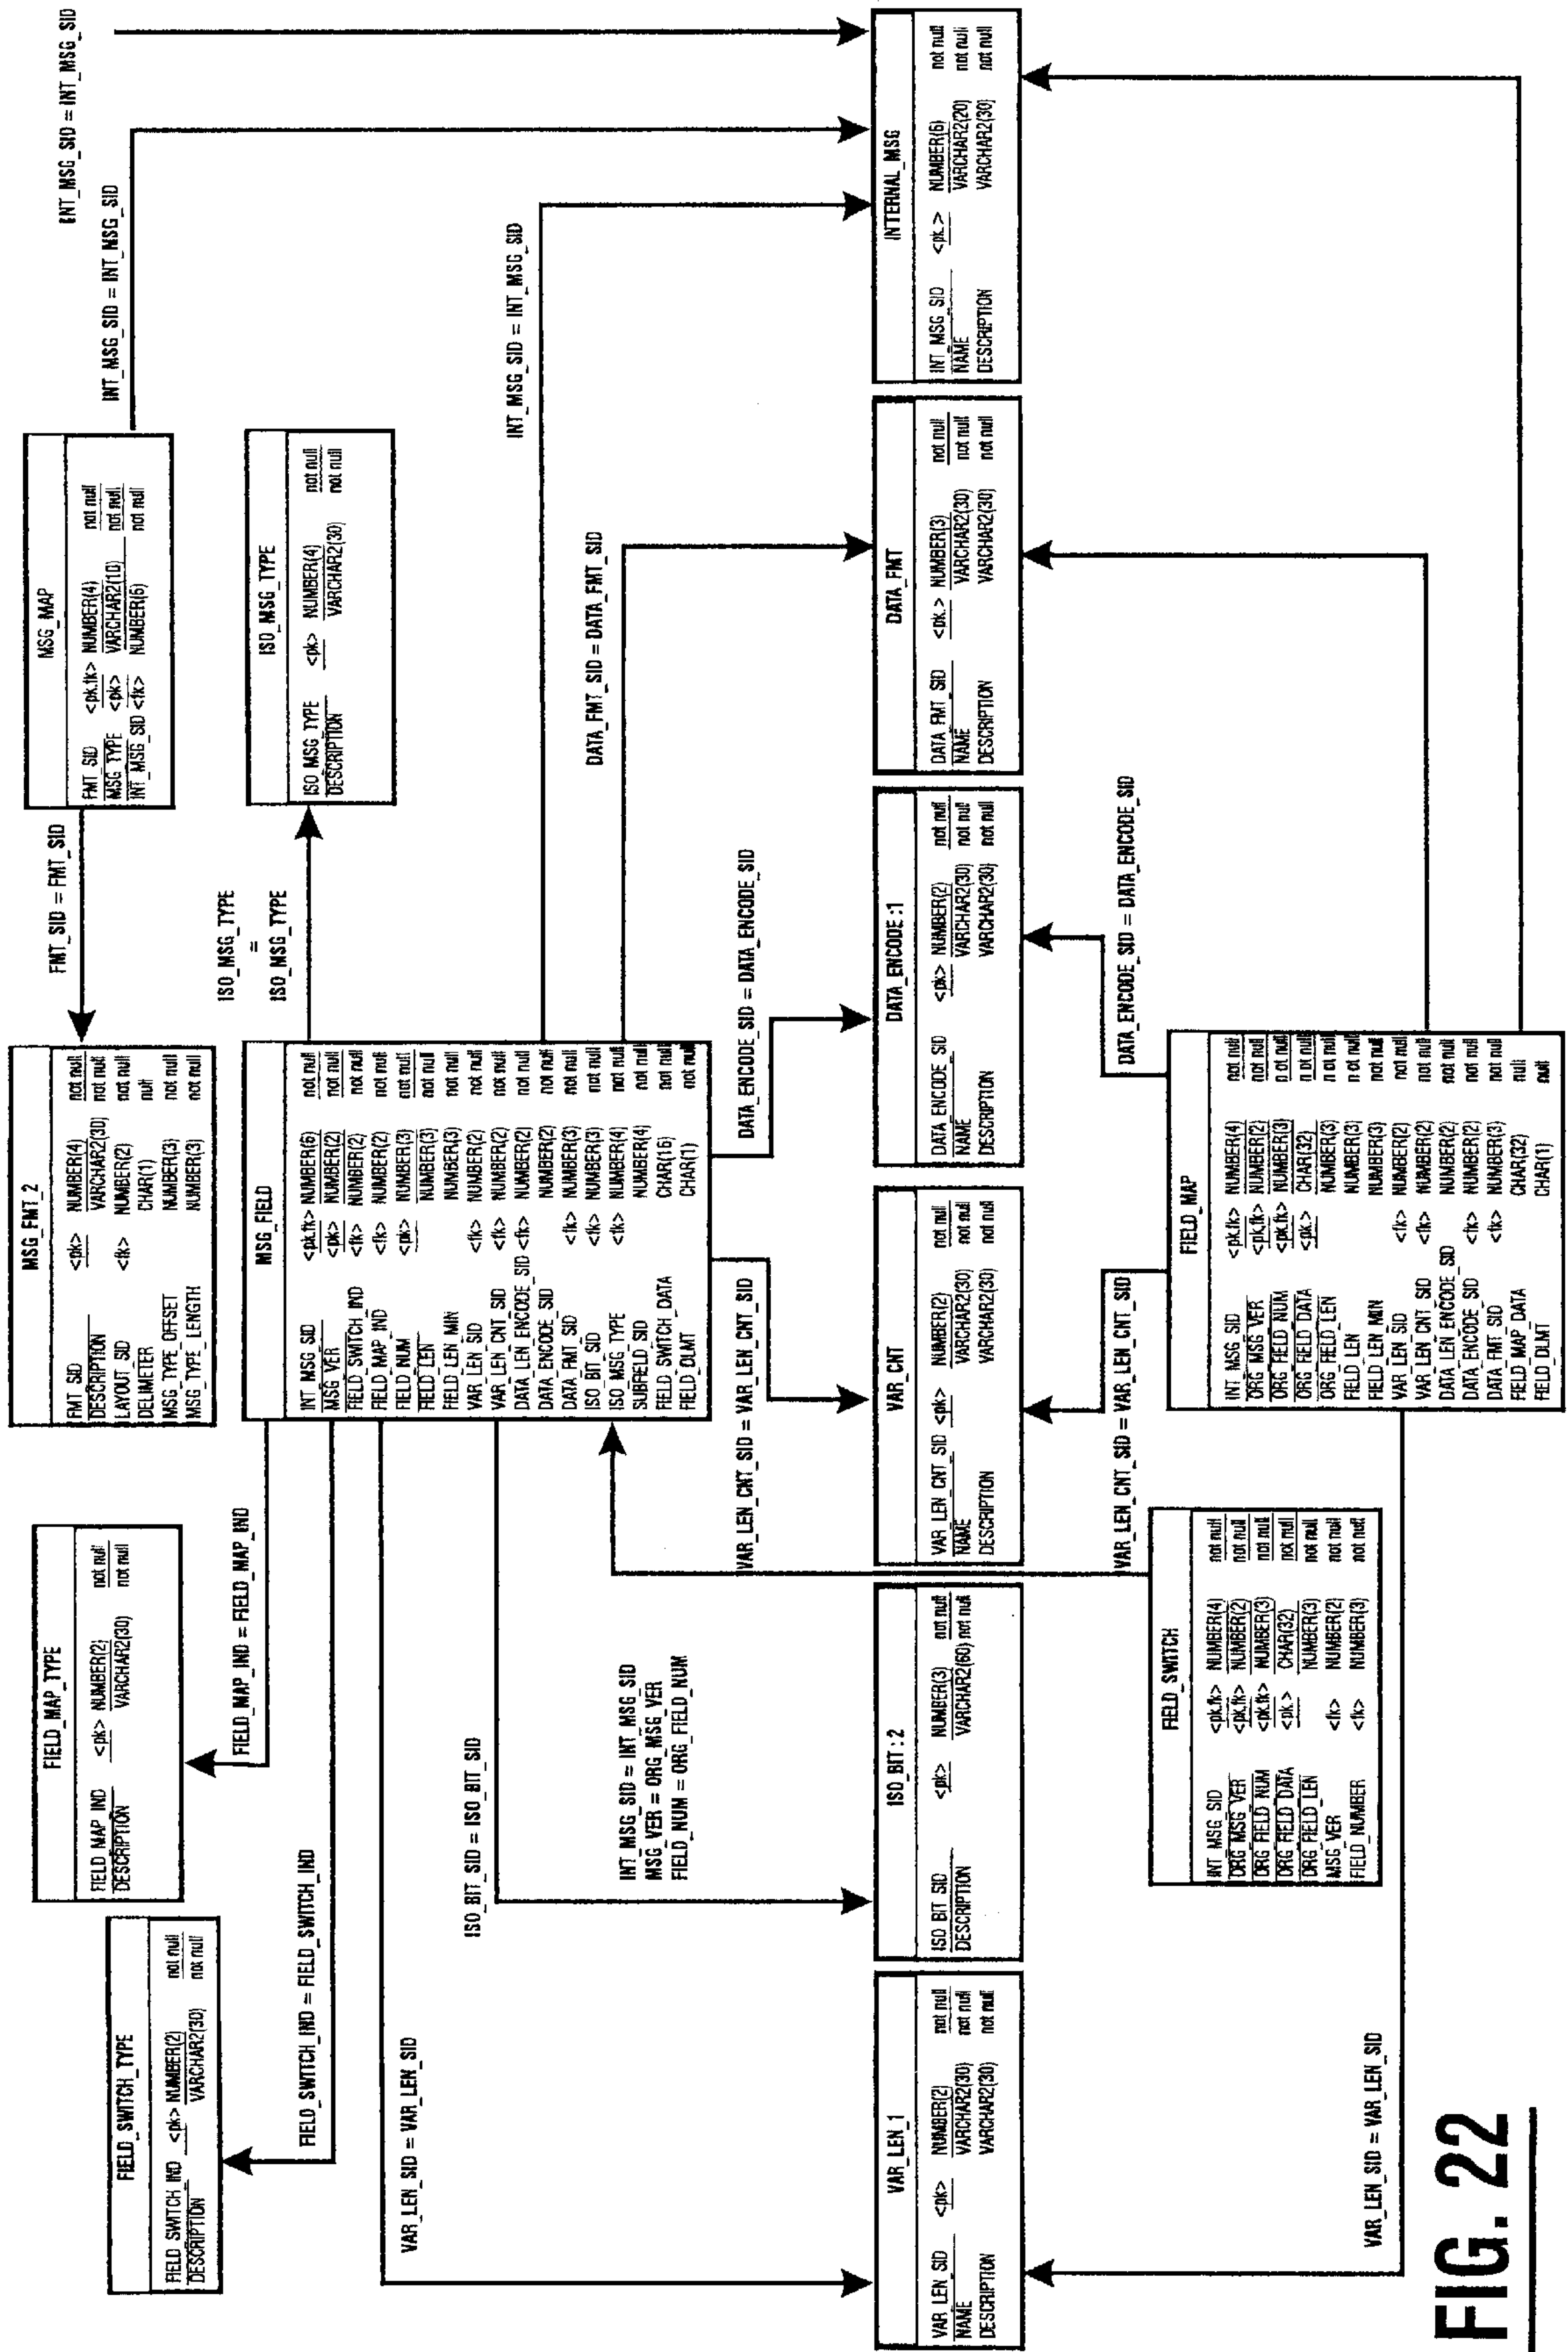 FIELD_SWITCH_TYPE
FIELD_SWITCH_IND <pk> NUMBER(2) not null
DESCRIPTION VARCHAR2(30) not null
FIELD_MAP_TYPE
FIELD_MAP_IND <pk> NUMBER(2) not null
DESCRIPTION VARCHAR2(30) not null
MSG_FMT_2
FMT_SID <pk> NUMBER(4) not null
DESCRIPTION VARCHAR2(30) not null
LAYOUT_SID <fk> NUMBER(2) not null
DELIMETER CHAR(1) null
MSG_TYPE_OFFSET NUMBER(3) not null
MSG_TYPE_LENGTH NUMBER(3) not null
FMT_SID = FMT_SID
MSG_MAP
FMT_SID <pk.fk> NUMBER(4) not null
MSG_TYPE <pk> VARCHAR2(10) not null
INT_MSG_SID <fk> NUMBER(6) not null
INT_MSG_SID = INT_MSG_SID
INT_MSG_SID = INT_MSG_SID
FIELD_SWITCH_IND = FIELD_SWITCH_IND
FIELD_MAP_IND = FIELD_MAP_IND
MSG_FIELD
INT_MSG_SID <pk.fk> NUMBER(6) not null
MSG_VER <pk> NUMBER(2) not null
FIELD_SWITCH_IND <fk> NUMBER(2) not null
FIELD_MAP_IND <fk> NUMBER(2) not null
FIELD_NUM <pk> NUMBER(3) not null
FIELD_LEN NUMBER(3) not null
FIELD_LEN_MIN NUMBER(3) not null
VAR_LEN_SID <fk> NUMBER(2) not null
VAR_LEN_CNT_SID <fk> NUMBER(2) not null
DATA_LEN_ENCODE_SID <fk> NUMBER(2) not null
DATA_ENCODE_SID NUMBER(2) not null
DATA_FMT_SID <fk> NUMBER(3) not null
ISO_BIT_SID <fk> NUMBER(3) not null
ISO_MSG_TYPE <fk> NUMBER(4) not null
SUBFIELD_SID NUMBER(4) not null
FIELD_SWITCH_DATA CHAR(16) not null
FIELD_DLMT CHAR(1) not null
ISO_MSG_TYPE
=
ISO_MSG_TYPE
ISO_MSG_TYPE
ISO_MSG_TYPE <pk> NUMBER(4) not null
DESCRIPTION VARCHAR2(30) not null
VAR_LEN_SID = VAR_LEN_SID
ISO_BIT_SID = ISO_BIT_SID
INT_MSG_SID = INT_MSG_SID
INT_MSG_SID = INT_MSG_SID
MSG_VER = ORG_MSG_VER
FIELD_NUM = ORG_FIELD_NUM
DATA_FMT_SID = DATA_FMT_SID
VAR_LEN_CNT_SID = VAR_LEN_CNT_SID
DATA_ENCODE_SID = DATA_ENCODE_SID
VAR_LEN_1
VAR_LEN_SID <pk> NUMBER(2) not null
NAME VARCHAR2(30) not null
DESCRIPTION VARCHAR2(30) not null
ISO_BIT:2
ISO_BIT_SID <pk> NUMBER(3) not null
DESCRIPTION VARCHAR2(60) not null
VAR_CNT
VAR_LEN_CNT_SID <pk> NUMBER(2) not null
NAME VARCHAR2(30) not null
DESCRIPTION VARCHAR2(30) not null
DATA_ENCODE:1
DATA_ENCODE_SID <pk> NUMBER(2) not null
NAME VARCHAR2(30) not null
DESCRIPTION VARCHAR2(30) not null
DATA_FMT
DATA_FMT_SID <pk.> NUMBER(3) not null
NAME VARCHAR2(30) not null
DESCRIPTION VARCHAR2(30) not null
INTERNAL_MSG
INT_MSG_SID <pk.> NUMBER(6) not null
NAME VARCHAR2(20) not null
DESCRIPTION VARCHAR2(30) not null
VAR_LEN_CNT_SID = VAR_LEN_CNT_SID
DATA_ENCODE_SID = DATA_ENCODE_SID
FIELD_SWITCH
INT_MSG_SID <pk.fk> NUMBER(4) not null
ORG_MSG_VER <pk.fk> NUMBER(2) not null
ORG_FIELD_NUM <pk.fk> NUMBER(3) not null
ORG_FIELD_DATA <pk.> CHAR(32) not null
ORG_FIELD_LEN NUMBER(3) not null
MSG_VER <fk> NUMBER(2) not null
FIELD_NUMBER <fk> NUMBER(3) not null
FIELD_MAP
INT_MSG_SID <pk.fk> NUMBER(4) not null
ORG_MSG_VER <pk.fk> NUMBER(2) not null
ORG_FIELD_NUM <pk.fk> NUMBER(3) not null
ORG_FIELD_DATA <pk.> CHAR(32) not null
ORG_FIELD_LEN NUMBER(3) not null
FIELD_LEN NUMBER(3) not null
FIELD_LEN_MIN NUMBER(3) not null
VAR_LEN_SID <fk> NUMBER(2) not null
VAR_LEN_CNT_SID <fk> NUMBER(2) not null
DATA_LEN_ENCODE_SID NUMBER(2) not null
DATA_ENCODE_SID <fk> NUMBER(2) not null
DATA_FMT_SID <fk> NUMBER(3) not null
FIELD_MAP_DATA CHAR(32) null
FIELD_DLMT CHAR(1) null
VAR_LEN_SID = VAR_LEN_SID
FIG. 22